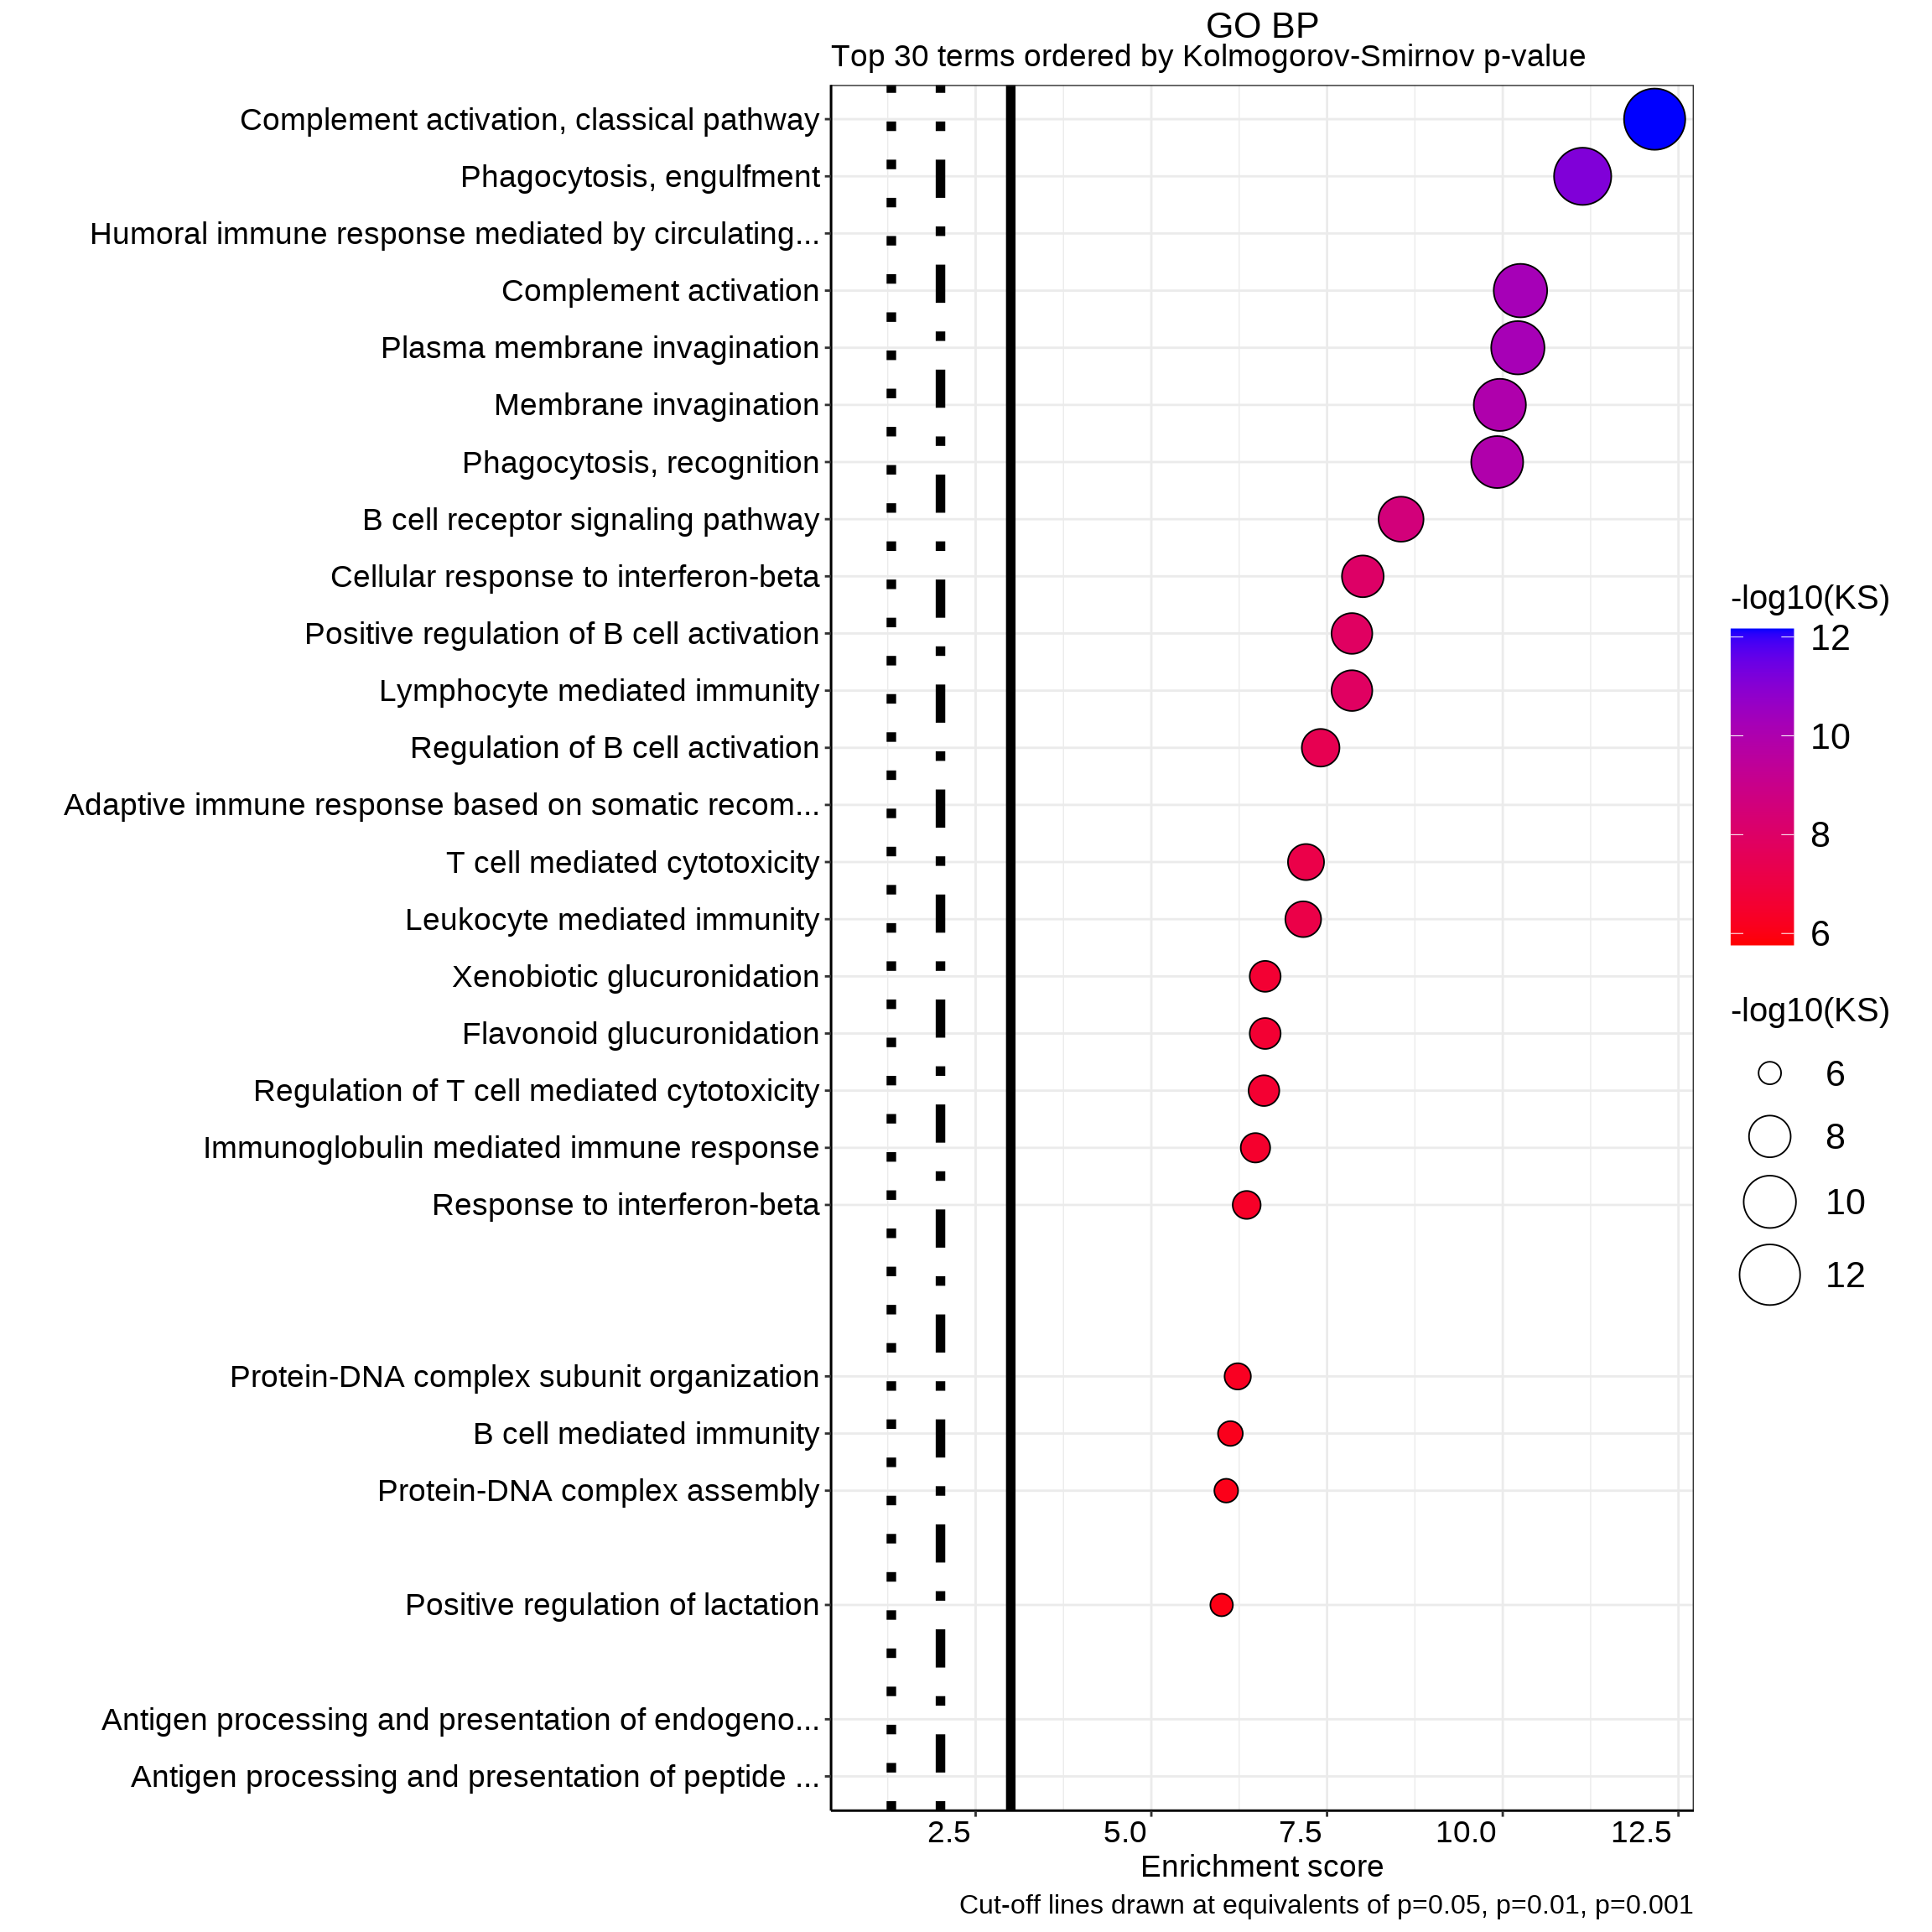 GO BP
Top 30 terms ordered by Kolmogorov-Smirnov p-value
Complement activation, classical pathway
Phagocytosis, engulfment
Humoral immune response mediated by circulating...
Complement activation
Plasma membrane invagination
Membrane invagination
Phagocytosis, recognition
B cell receptor signaling pathway
Cellular response to interferon-beta
Positive regulation of B cell activation
Lymphocyte mediated immunity
Regulation of B cell activation
Adaptive immune response based on somatic recom...
T cell mediated cytotoxicity
Leukocyte mediated immunity
Xenobiotic glucuronidation
Flavonoid glucuronidation
Regulation of T cell mediated cytotoxicity
Immunoglobulin mediated immune response
Response to interferon-beta
Protein-DNA complex subunit organization
B cell mediated immunity
Protein-DNA complex assembly
Positive regulation of lactation
Antigen processing and presentation of endogeno...
Antigen processing and presentation of peptide ...
2.5 5.0 7.5 10.0 12.5
Enrichment score
Cut-off lines drawn at equivalents of p=0.05, p=0.01, p=0.001
-log10(KS)
12
10
8
6
-log10(KS)
6
8
10
12